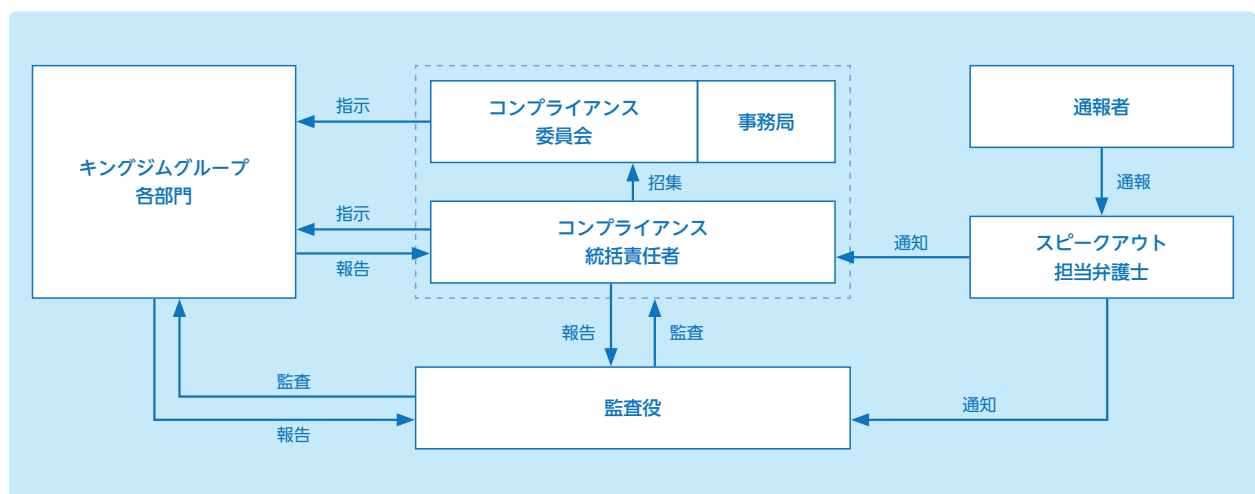 キングジムグループ
各部門
指示
指示
報告
コンプライアンス
委員会
事務局
招集
コンプライアンス
統括責任者
通報者
通報
スピークアウト
担当弁護士
通知
報告
監査
監査
報告
監査役
通知